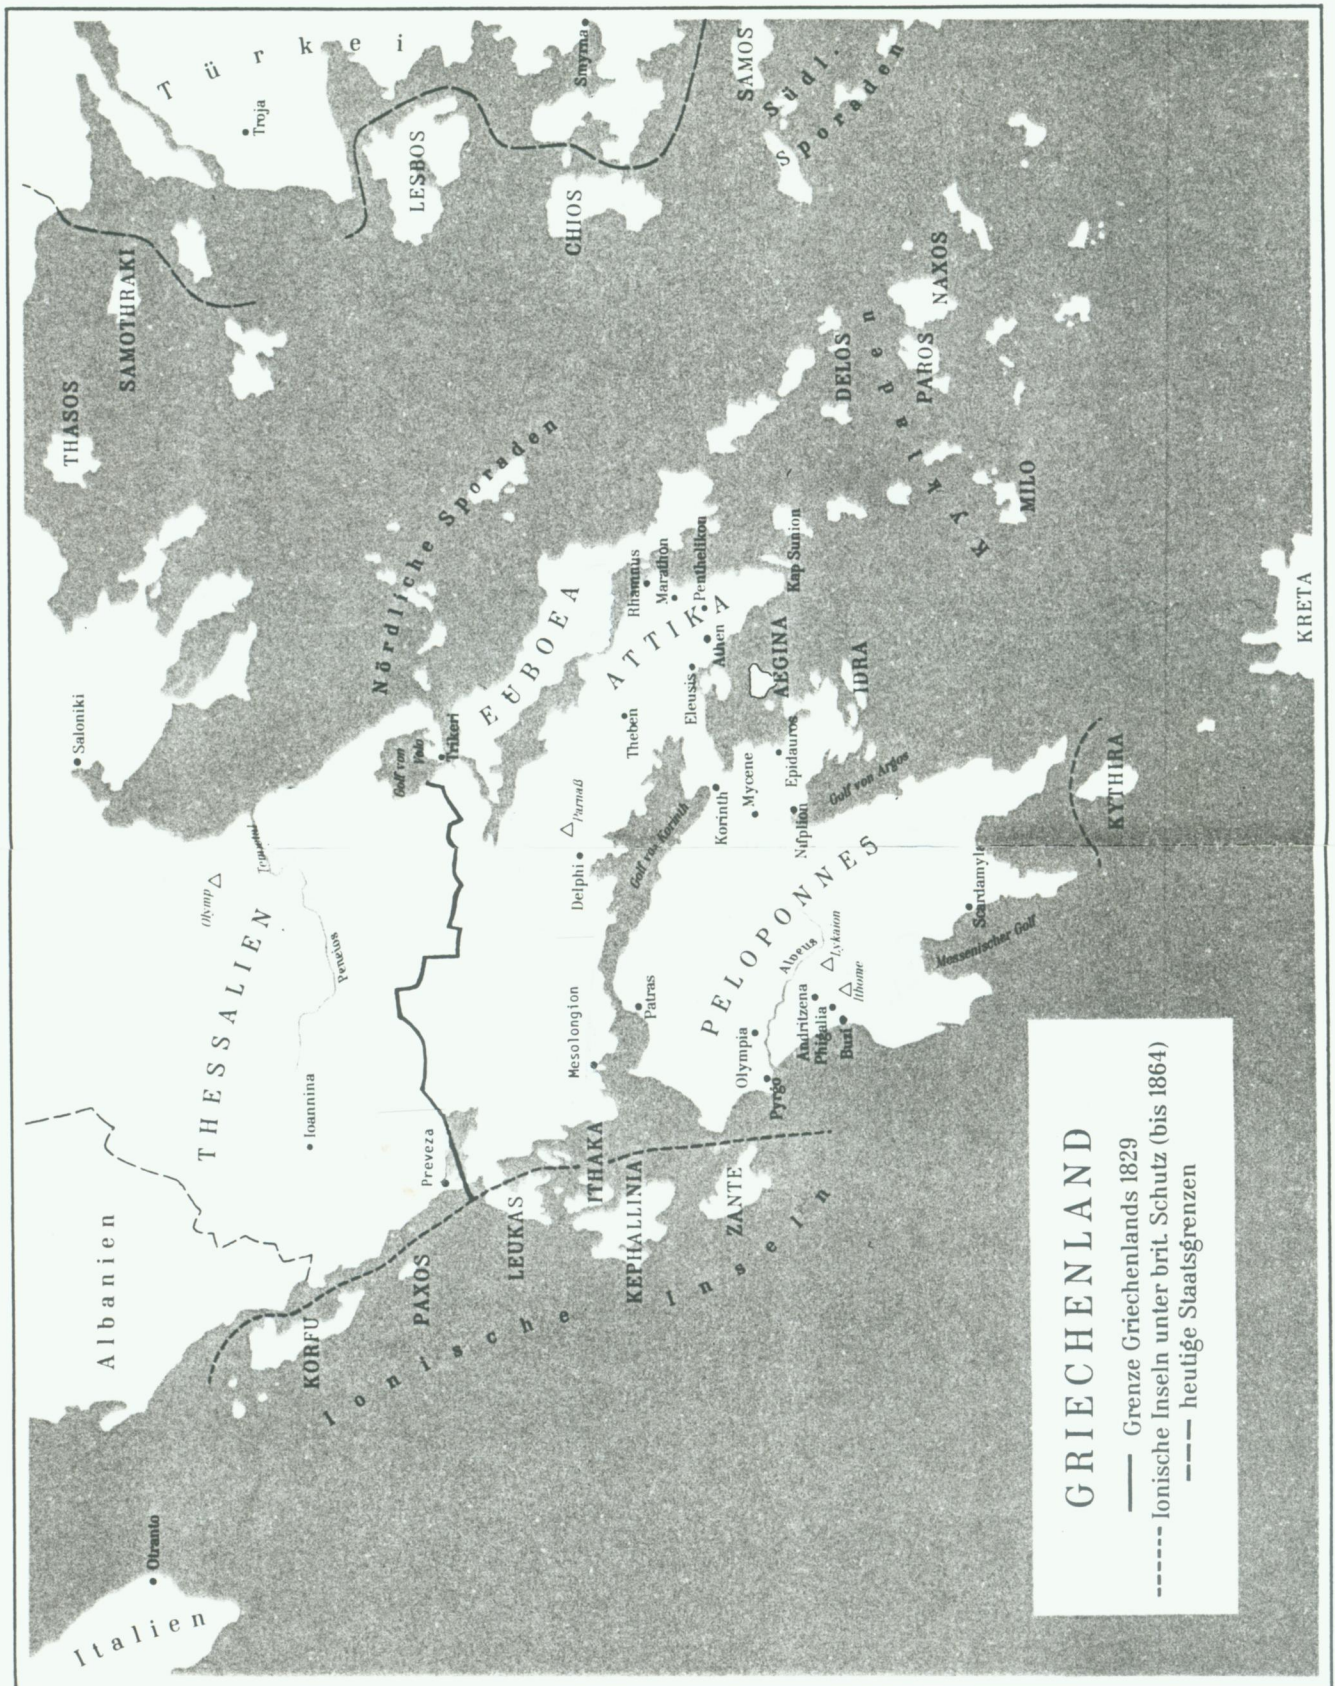 Italien
Otranto
Albanien
THESSALIEN
Olymp
Peneios
Ioannina
Saloniki
THASOS
SAMOTHRAKI
Türkei
Troja
LESBOS
Smyrna
CHIOS
SAMOS
Südl.
Sporaden
KORFU
PAXOS
Preveza
LEUKAS
ITHAKA
KEPHALLINIA
ZANTE
Ionische Inseln
Golf von
Volo
Trikeri
Nördliche Sporaden
EUBOEA
Mesolongion
Delphi
Parnaß
Theben
ATTIKA
Rhamnus
Marathon
Penthelikon
Athen
Eleusis
Kap Sunion
AEGINA
IDRA
Golf von Korinth
Patras
Korinth
Mycene
Epidauros
Nafplion
Golf von Argos
PELOPONNES
Olympia
Pyrgo
Alpeus
Andritzena
Phigalia
Buzi
Lykaion
Ithome
Scardamyla
Messenischer Golf
KYTHIRA
KRETA
DELOS
PAROS
NAXOS
Kykladen
MILO
GRIECHENLAND
Grenze Griechenlands 1829
Ionische Inseln unter brit. Schutz (bis 1864)
heutige Staatsgrenzen